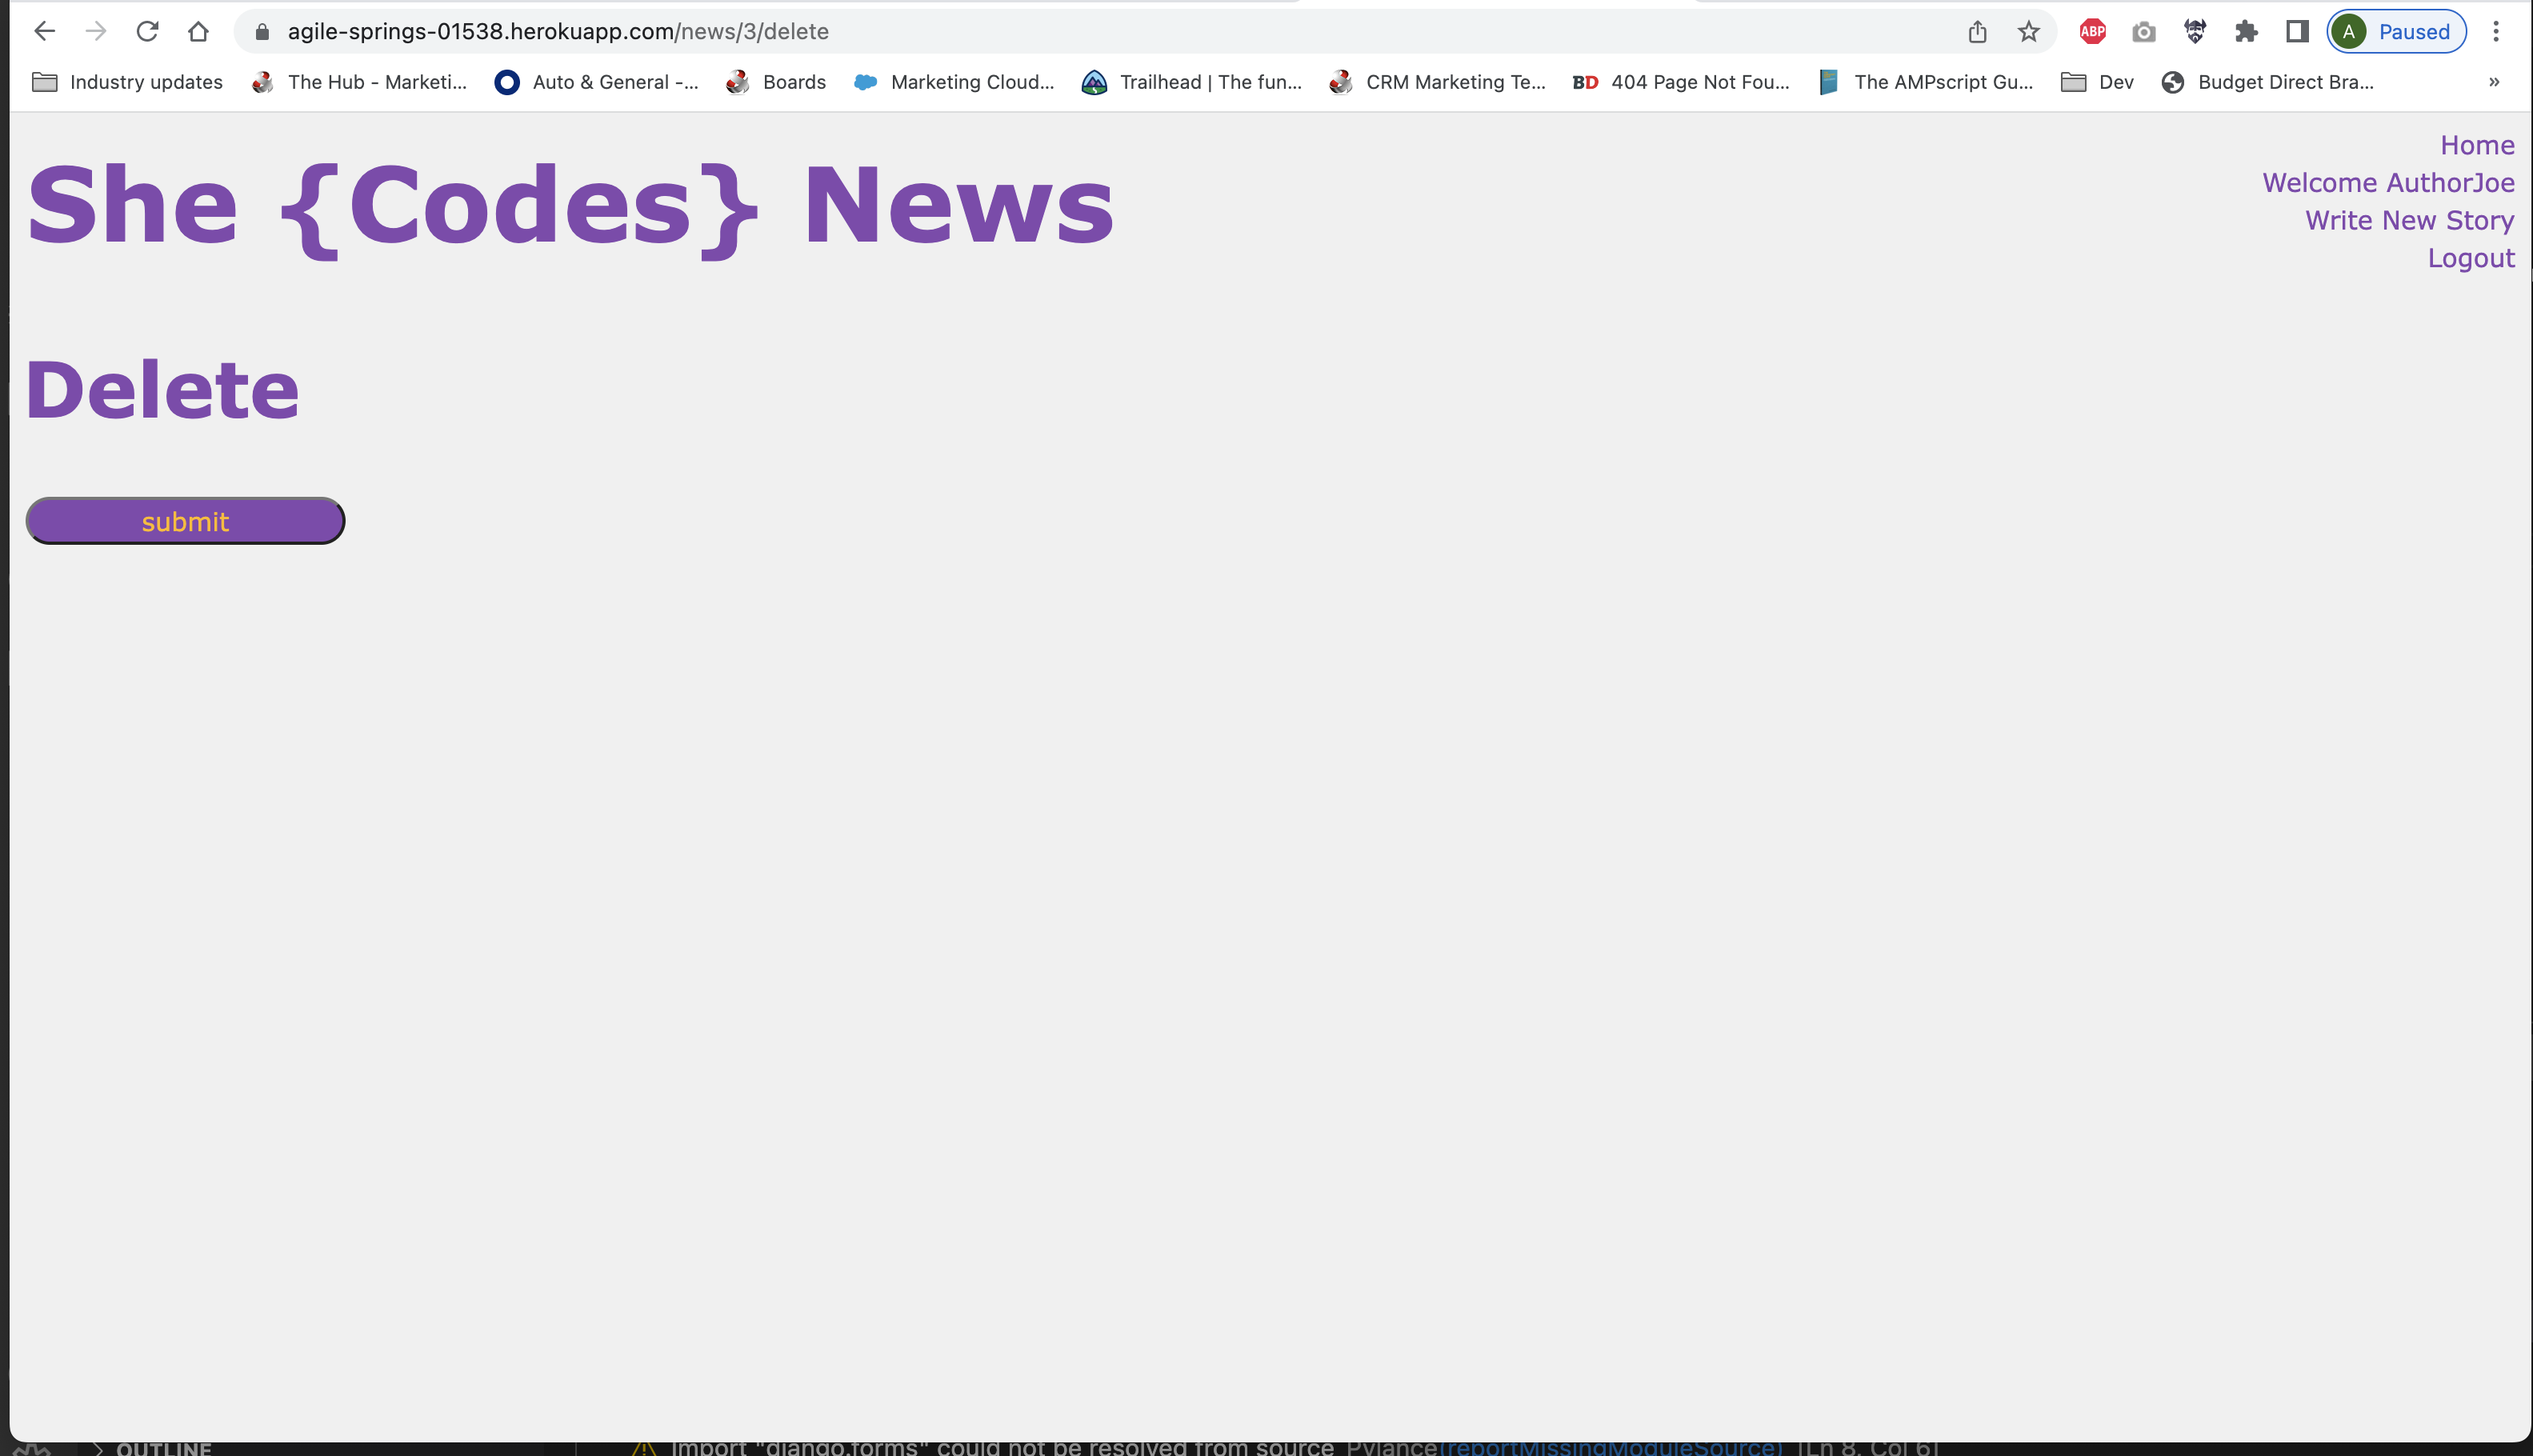 agile-springs-01538.herokuapp.com/news/3/delete
ABP
A
Paused
Industry updates
The Hub - Marketi...
Auto & General -...
Boards
Marketing Cloud...
Trailhead | The fun...
CRM Marketing Te...
BD
404 Page Not Fou...
The AMPscript Gu...
Dev
Budget Direct Bra...
»
She {Codes} News
Home
Welcome AuthorJoe
Write New Story
Logout
Delete
submit
OUTLINE
Import "django.forms" could not be resolved from source Pylance(reportMissingModuleSource) [Ln 8, Col 6]